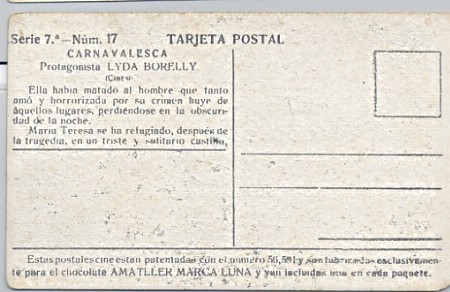 Serie 7.ª—Núm. 17 TARJETA POSTAL
CARNAVALESCA
Protagonista LYDA BORELLY
(Cines)
Ella había matado al hombre que tanto
amó y horrorizada por su crimen huye de
aquellos lugares, perdiéndose en la obscuri-
dad de la noche.
María Teresa se ha refugiado, después de
la tragedia, en un triste y solitario castillo,
Estas postales cine están patentadas con el número 56,591 y son fabricadas exclusivamen-
te para el chocolate AMATLLER MARCA LUNA y van incluidas una en cada paquete.